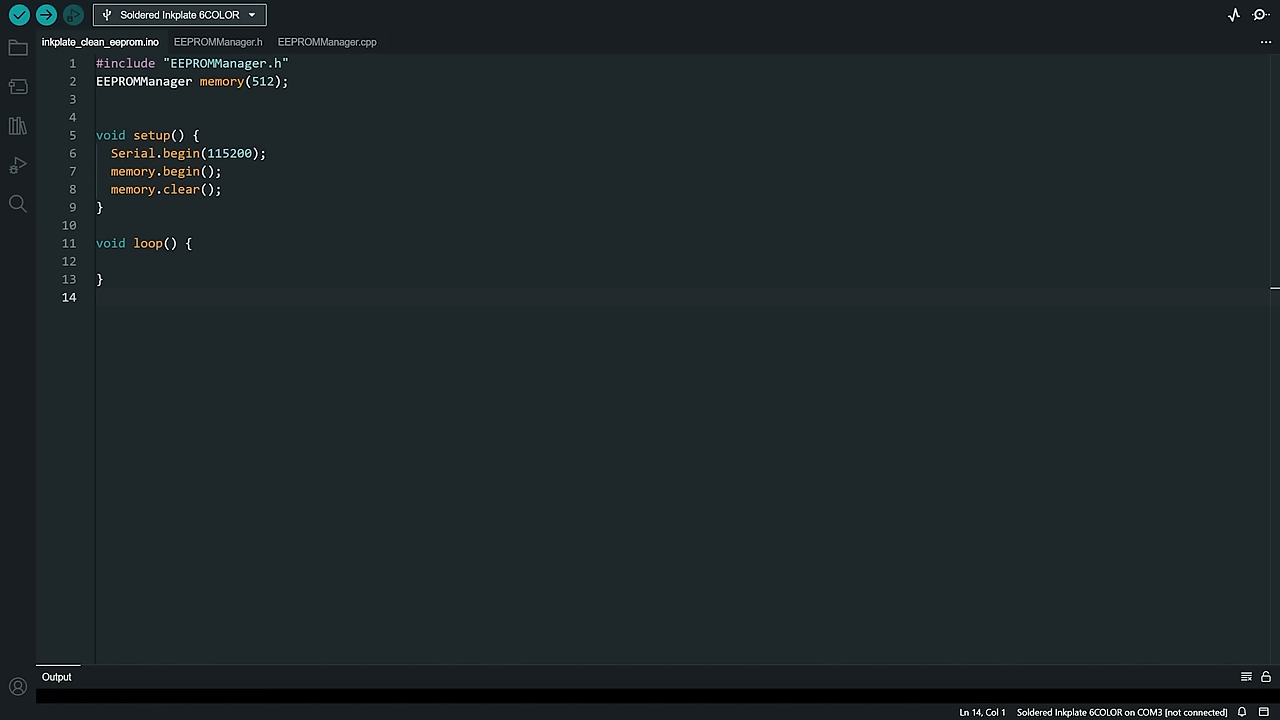 Soldered Inkplate 6COLOR
inkplate_clean_eeprom.ino EEPROMManager.h EEPROMManager.cpp
1 #include "EEPROMManager.h"
2 EEPROMManager memory(512);
3
4
5 void setup() {
6 Serial.begin(115200);
7 memory.begin();
8 memory.clear();
9 }
10
11 void loop() {
12
13 }
14
Output
Ln 14, Col 1 Soldered Inkplate 6COLOR on COM3 [not connected]